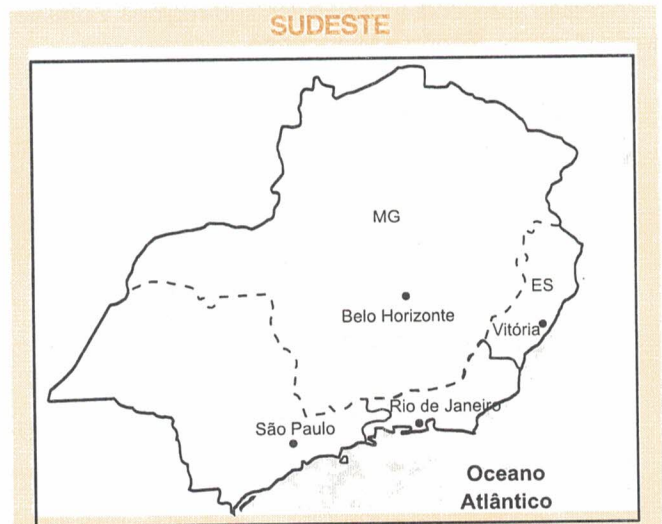 SUDESTE
MG
ES
Belo Horizonte
Vitória
Rio de Janeiro
São Paulo
Oceano
Atlântico